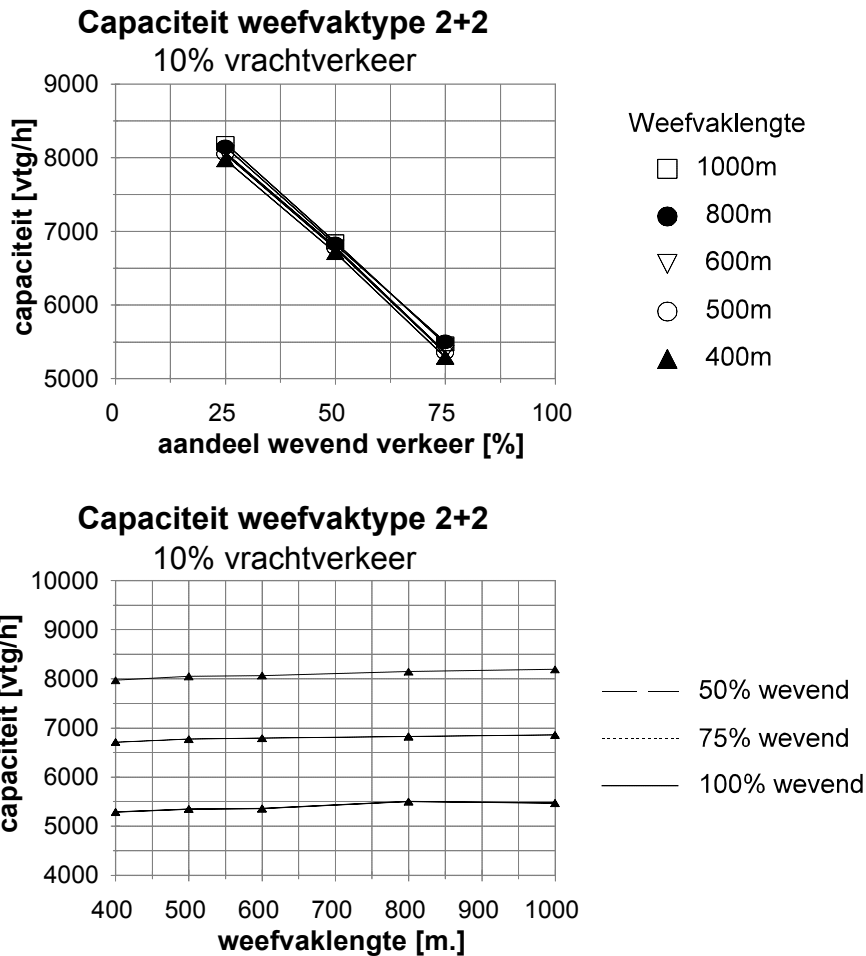 Capaciteit weefvaktype 2+2
10% vrachtverkeer
9000
8000
7000
6000
5000
capaciteit [vtg/h]
0 25 50 75 100
aandeel wevend verkeer [%]
Weefvaklengte
1000m
800m
600m
500m
400m
Capaciteit weefvaktype 2+2
10% vrachtverkeer
10000
9000
8000
7000
6000
5000
4000
capaciteit [vtg/h]
400 500 600 700 800 900 1000
weefvaklengte [m.]
50% wevend
75% wevend
100% wevend